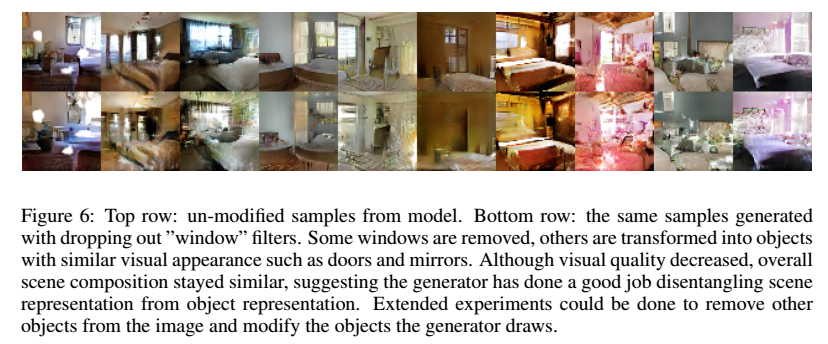 Figure 6: Top row: un-modified samples from model. Bottom row: the same samples generated
with dropping out ”window” filters. Some windows are removed, others are transformed into objects
with similar visual appearance such as doors and mirrors. Although visual quality decreased, overall
scene composition stayed similar, suggesting the generator has done a good job disentangling scene
representation from object representation. Extended experiments could be done to remove other
objects from the image and modify the objects the generator draws.